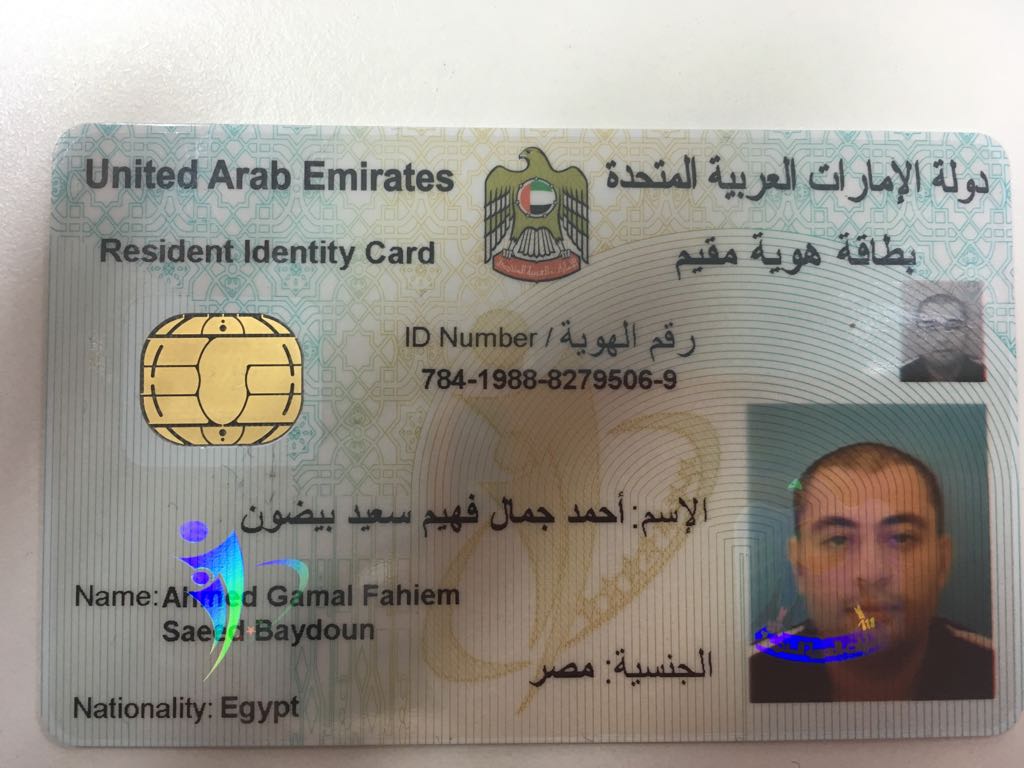 United Arab Emirates
دولة الإمارات العربية المتحدة
Resident Identity Card
بطاقة هوية مقيم
ID Number / رقم الهوية
784-1988-8279506-9
الإسم: أحمد جمال فهيم سعيد بيضون
Name: Ahmed Gamal Fahiem
Saeed Baydoun
الجنسية: مصر
Nationality: Egypt